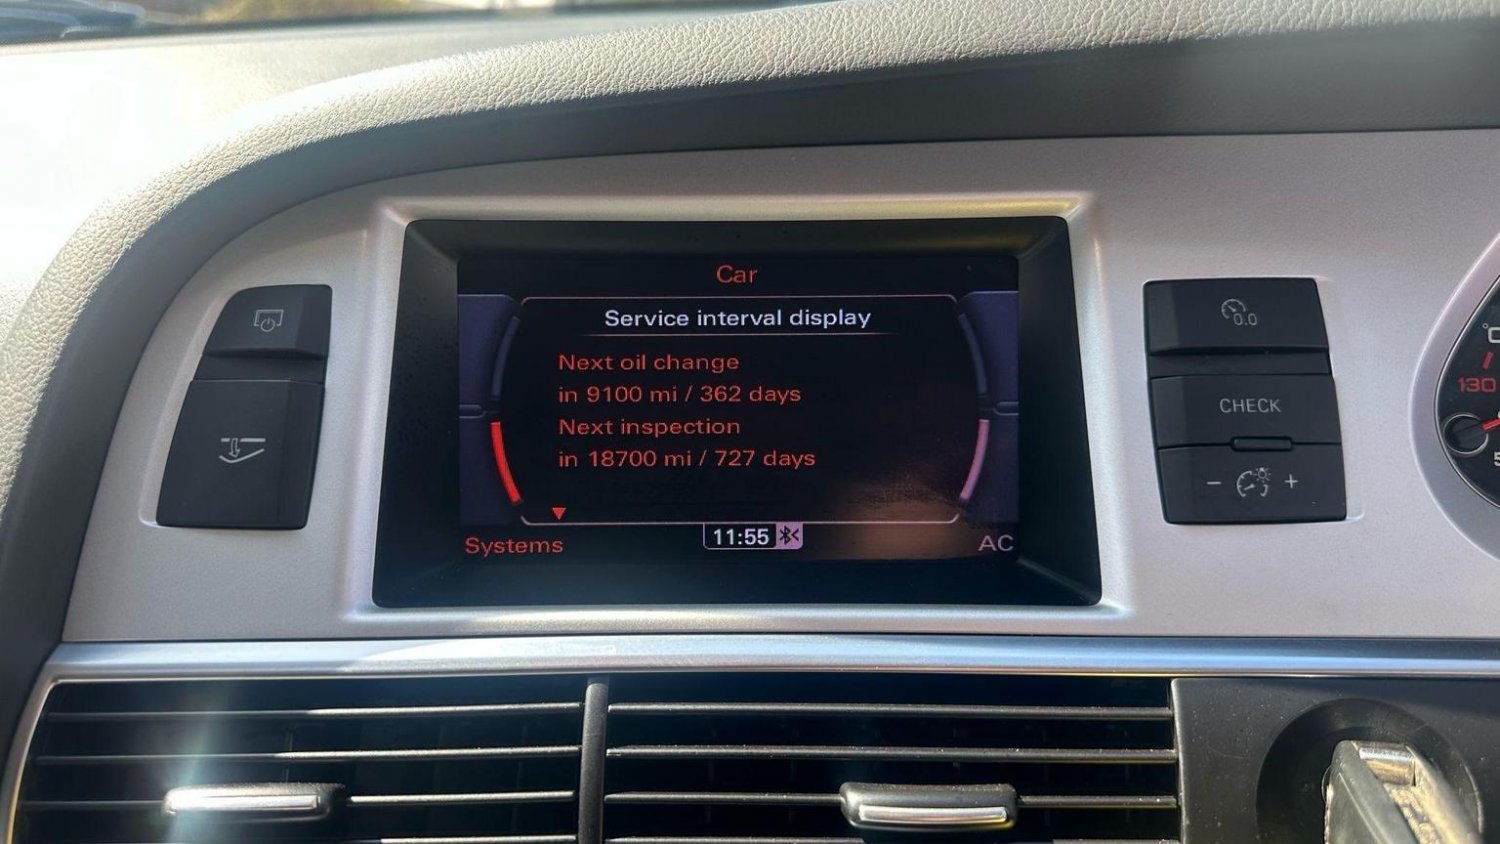 Car
Service interval display
Next oil change
in 9100 mi / 362 days
Next inspection
in 18700 mi / 727 days
Systems
11:55
AC
0.0
CHECK
- +
130